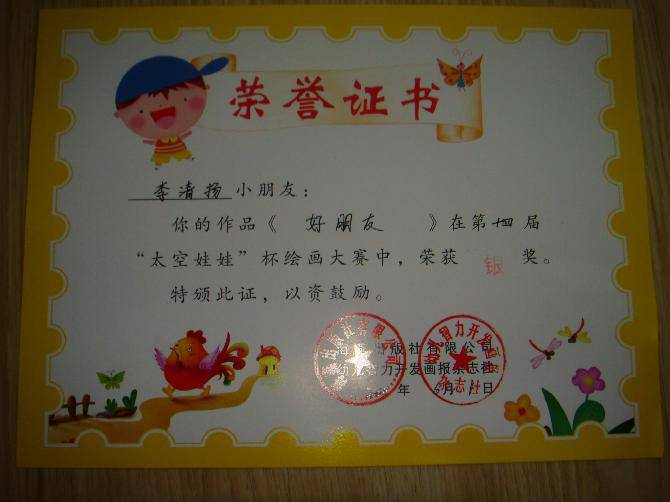 荣誉证书
李清扬小朋友：
你的作品《 好朋友 》在第四届
“太空娃娃”杯绘画大赛中，荣获 银 奖。
特颁此证，以资鼓励。
版社有限公司
力开发画报杂志社
年 6月 日